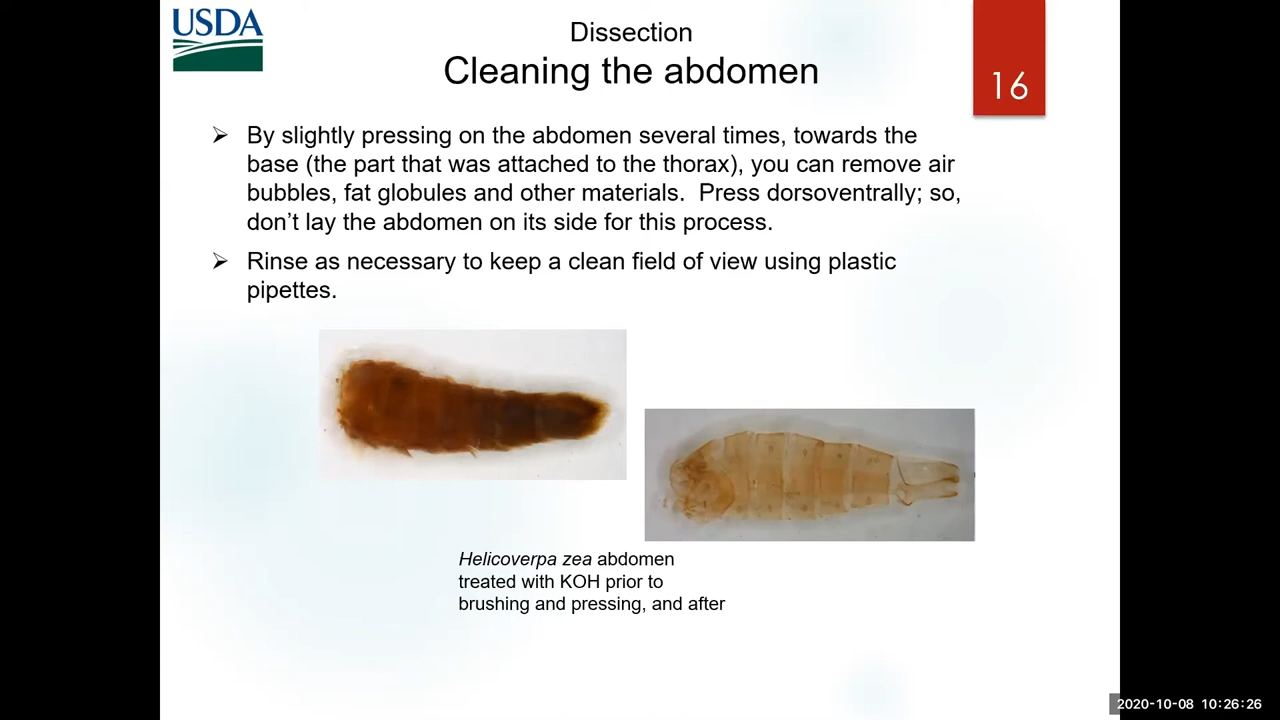 USDA
Dissection
Cleaning the abdomen
16
➢ By slightly pressing on the abdomen several times, towards the
base (the part that was attached to the thorax), you can remove air
bubbles, fat globules and other materials.  Press dorsoventrally; so,
don’t lay the abdomen on its side for this process.
➢ Rinse as necessary to keep a clean field of view using plastic
pipettes.
Helicoverpa zea abdomen
treated with KOH prior to
brushing and pressing, and after
2020-10-08 10:26:26